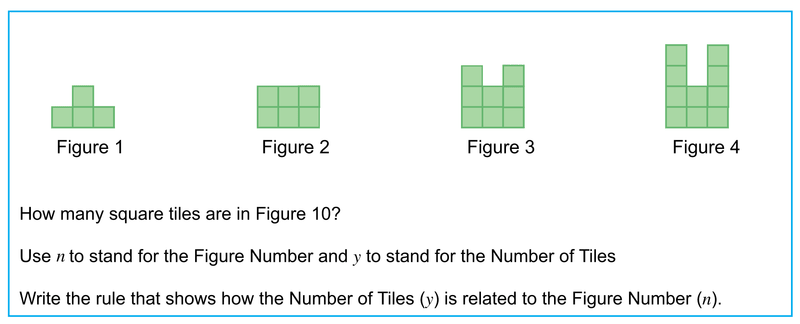 Figure 1 Figure 2 Figure 3 Figure 4
How many square tiles are in Figure 10?
Use n to stand for the Figure Number and y to stand for the Number of Tiles
Write the rule that shows how the Number of Tiles (y) is related to the Figure Number (n).